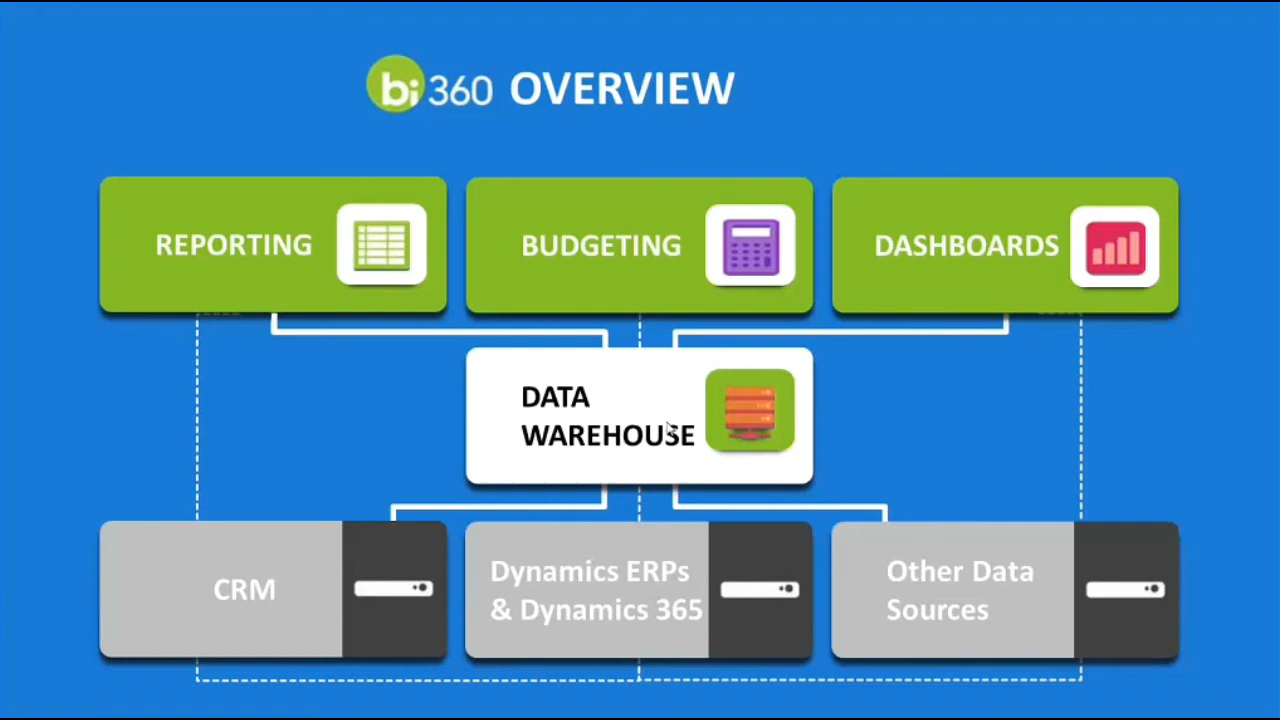 bi360 OVERVIEW
REPORTING
BUDGETING
DASHBOARDS
DATA
WAREHOUSE
CRM
Dynamics ERPs
& Dynamics 365
Other Data
Sources